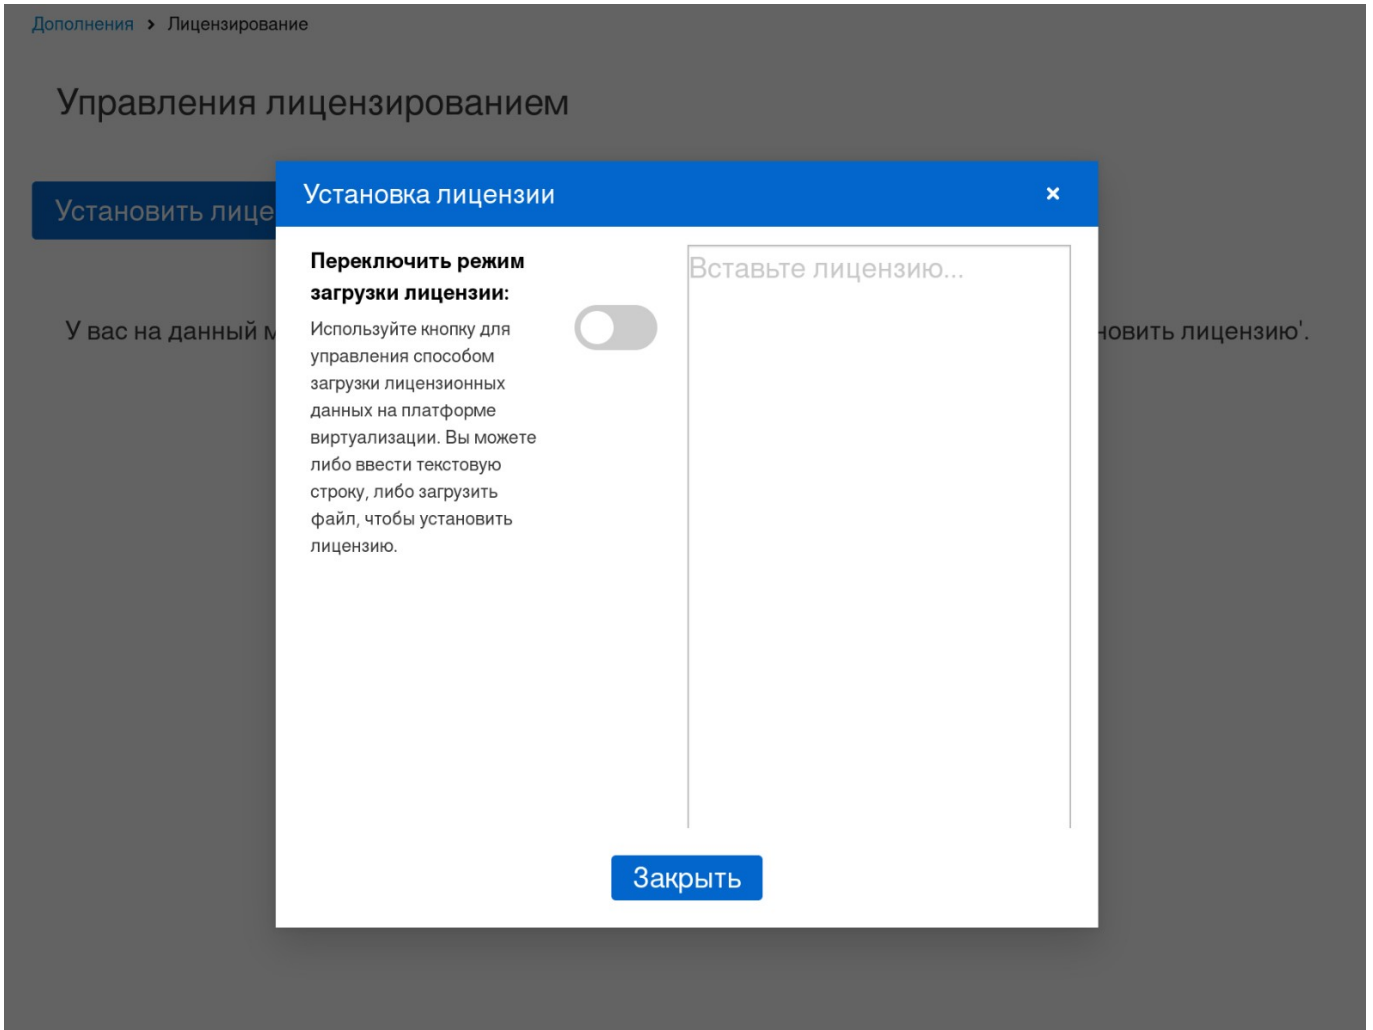 Дополнения > Лицензирование
Управления лицензированием
Установить лице
Установка лицензии ×
Переключить режим
загрузки лицензии:
Используйте кнопку для
управления способом
загрузки лицензионных
данных на платформе
виртуализации. Вы можете
либо ввести текстовую
строку, либо загрузить
файл, чтобы установить
лицензию.
Вставьте лицензию...
У вас на данный м новить лицензию'.
Закрыть